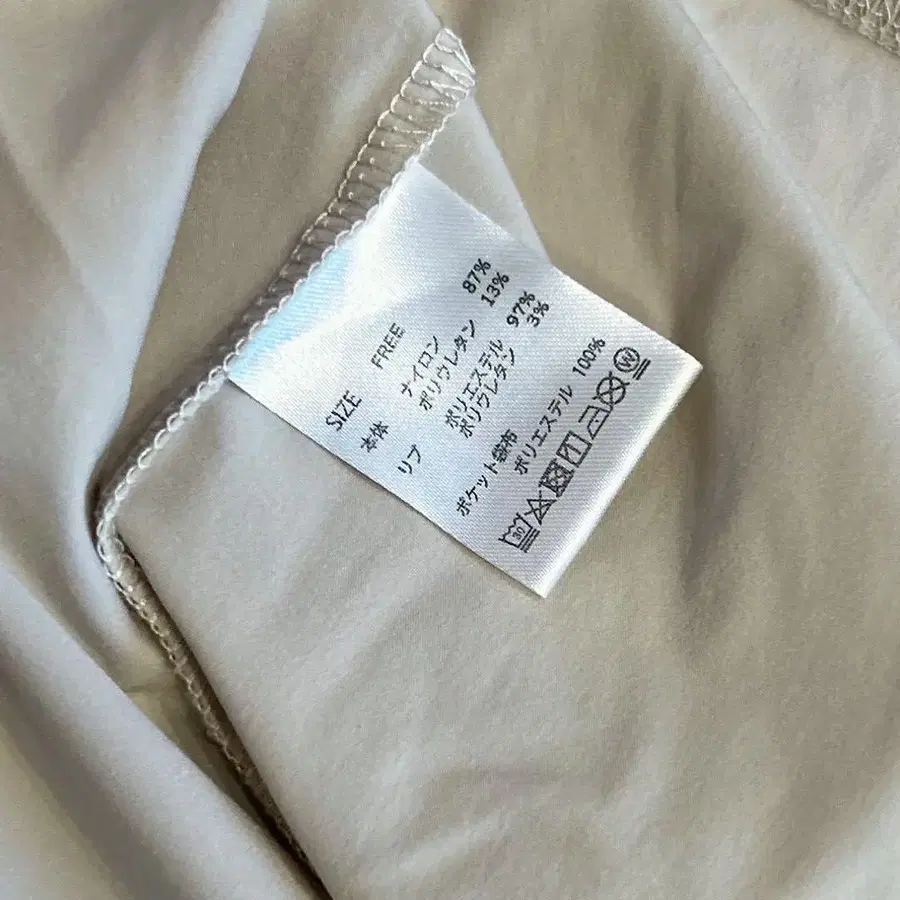 SIZE FREE
本体 ナイロン 87%
ポリウレタン 13%
リブ ポリエステル 97%
ポリウレタン 3%
ポケット袋布 ポリエステル 100%
30 W